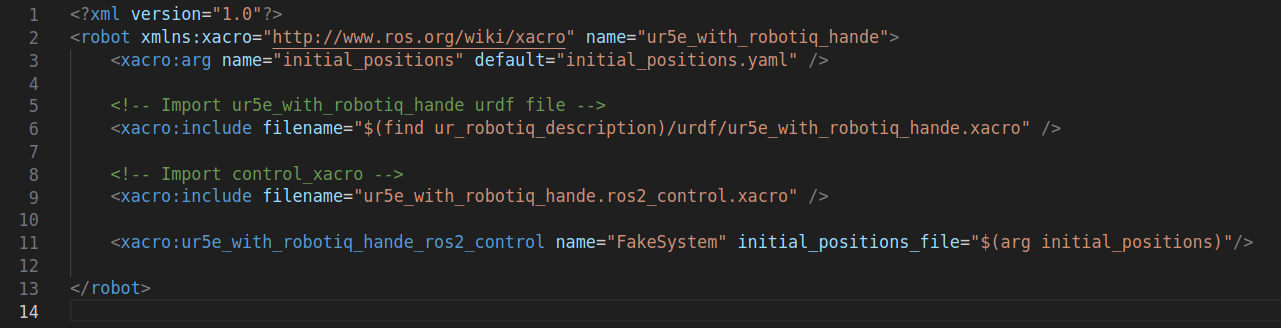 1 <?xml version="1.0"?>
2 <robot xmlns:xacro="http://www.ros.org/wiki/xacro" name="ur5e_with_robotiq_hande">
3     <xacro:arg name="initial_positions" default="initial_positions.yaml" />
4
5     <!-- Import ur5e_with_robotiq_hande urdf file -->
6     <xacro:include filename="$(find ur_robotiq_description)/urdf/ur5e_with_robotiq_hande.xacro" />
7
8     <!-- Import control_xacro -->
9     <xacro:include filename="ur5e_with_robotiq_hande.ros2_control.xacro" />
10
11     <xacro:ur5e_with_robotiq_hande_ros2_control name="FakeSystem" initial_positions_file="$(arg initial_positions)"/>
12
13 </robot>
14